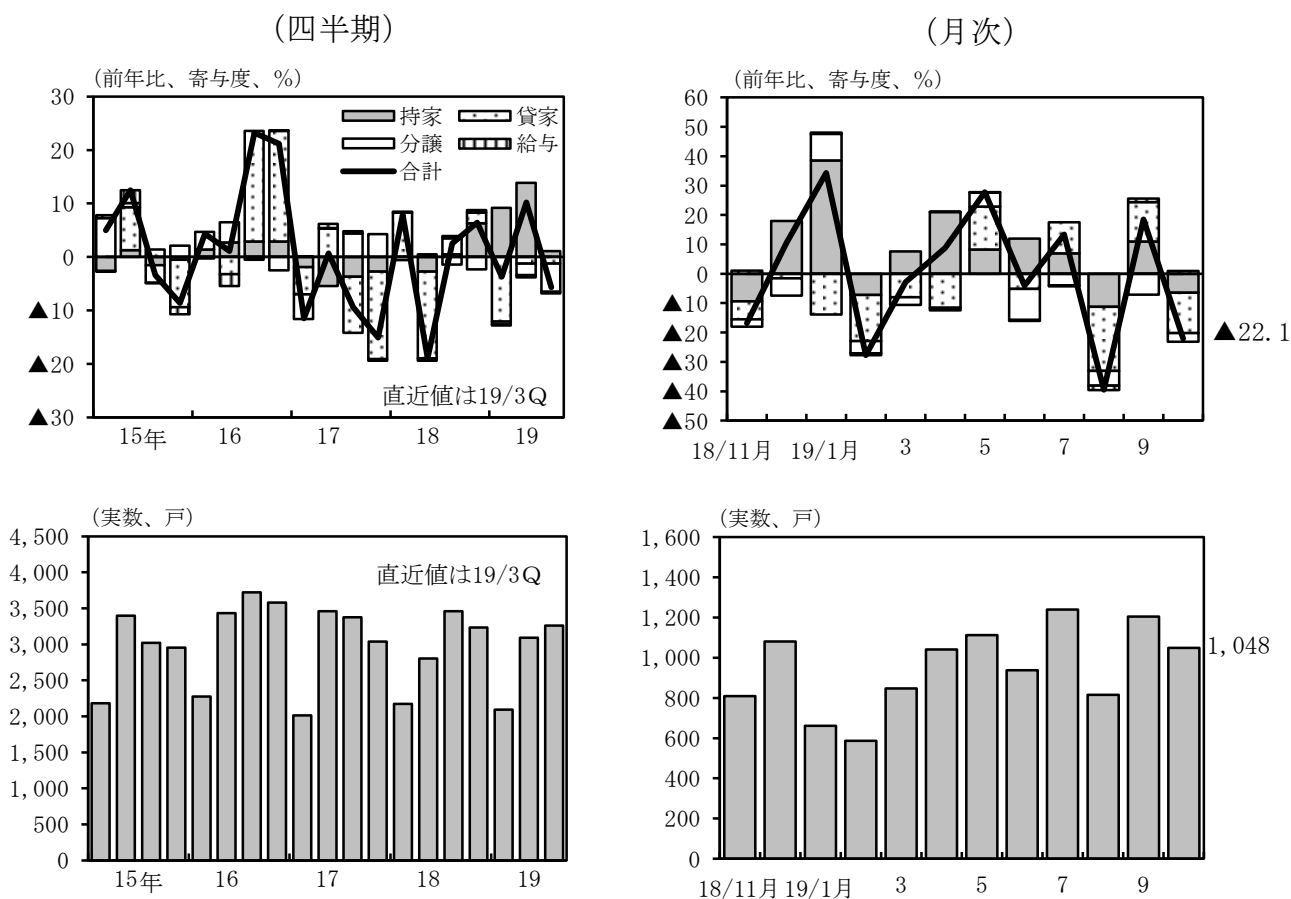 (四半期)
(前年比、寄与度、%)
30
20
10
0
▲10
▲20
▲30
持家
貸家
分譲
給与
合計
直近値は19/3Q
15年
16
17
18
19
(月次)
(前年比、寄与度、%)
60
50
40
30
20
10
0
▲10
▲20
▲30
▲40
▲50
▲22.1
18/11月
19/1月
3
5
7
9
(実数、戸)
4,500
4,000
3,500
3,000
2,500
2,000
1,500
1,000
500
0
直近値は19/3Q
15年
16
17
18
19
(実数、戸)
1,600
1,400
1,200
1,000
800
600
400
200
0
1,048
18/11月
19/1月
3
5
7
9